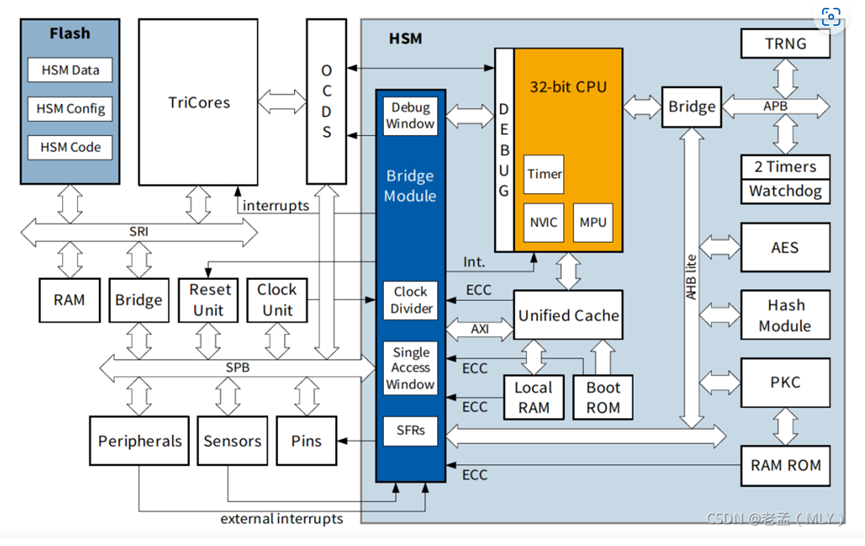 Flash
HSM Data
HSM Config
HSM Code
TriCores
OCDS
HSM
Debug
Window
Bridge
Module
DEBUG
32-bit CPU
Timer
NVIC
MPU
Bridge
TRNG
APB
2 Timers
Watchdog
interrupts
SRI
Int.
RAM
Bridge
Reset
Unit
Clock
Unit
Clock
Divider
ECC
Unified Cache
AXI
AHB lite
AES
Hash
Module
SPB
Single
Access
Window
ECC
Local
RAM
Boot
ROM
PKC
ECC
SFRs
Peripherals
Sensors
Pins
RAM ROM
ECC
external interrupts
CSDN @老孟（MLY）